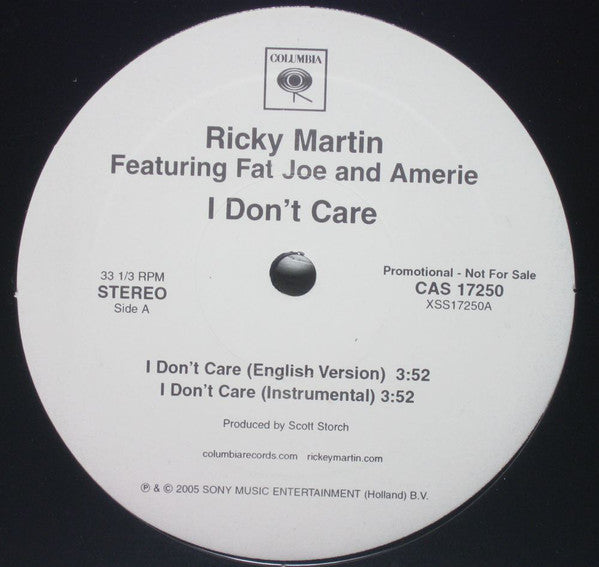 COLUMBIA
Ricky Martin
Featuring Fat Joe and Amerie
I Don't Care
33 1/3 RPM
STEREO
Side A
Promotional - Not For Sale
CAS 17250
XSS17250A
I Don't Care (English Version) 3:52
I Don't Care (Instrumental) 3:52
Produced by Scott Storch
columbiarecords.com rickeymartin.com
℗ & © 2005 SONY MUSIC ENTERTAINMENT (Holland) B.V.